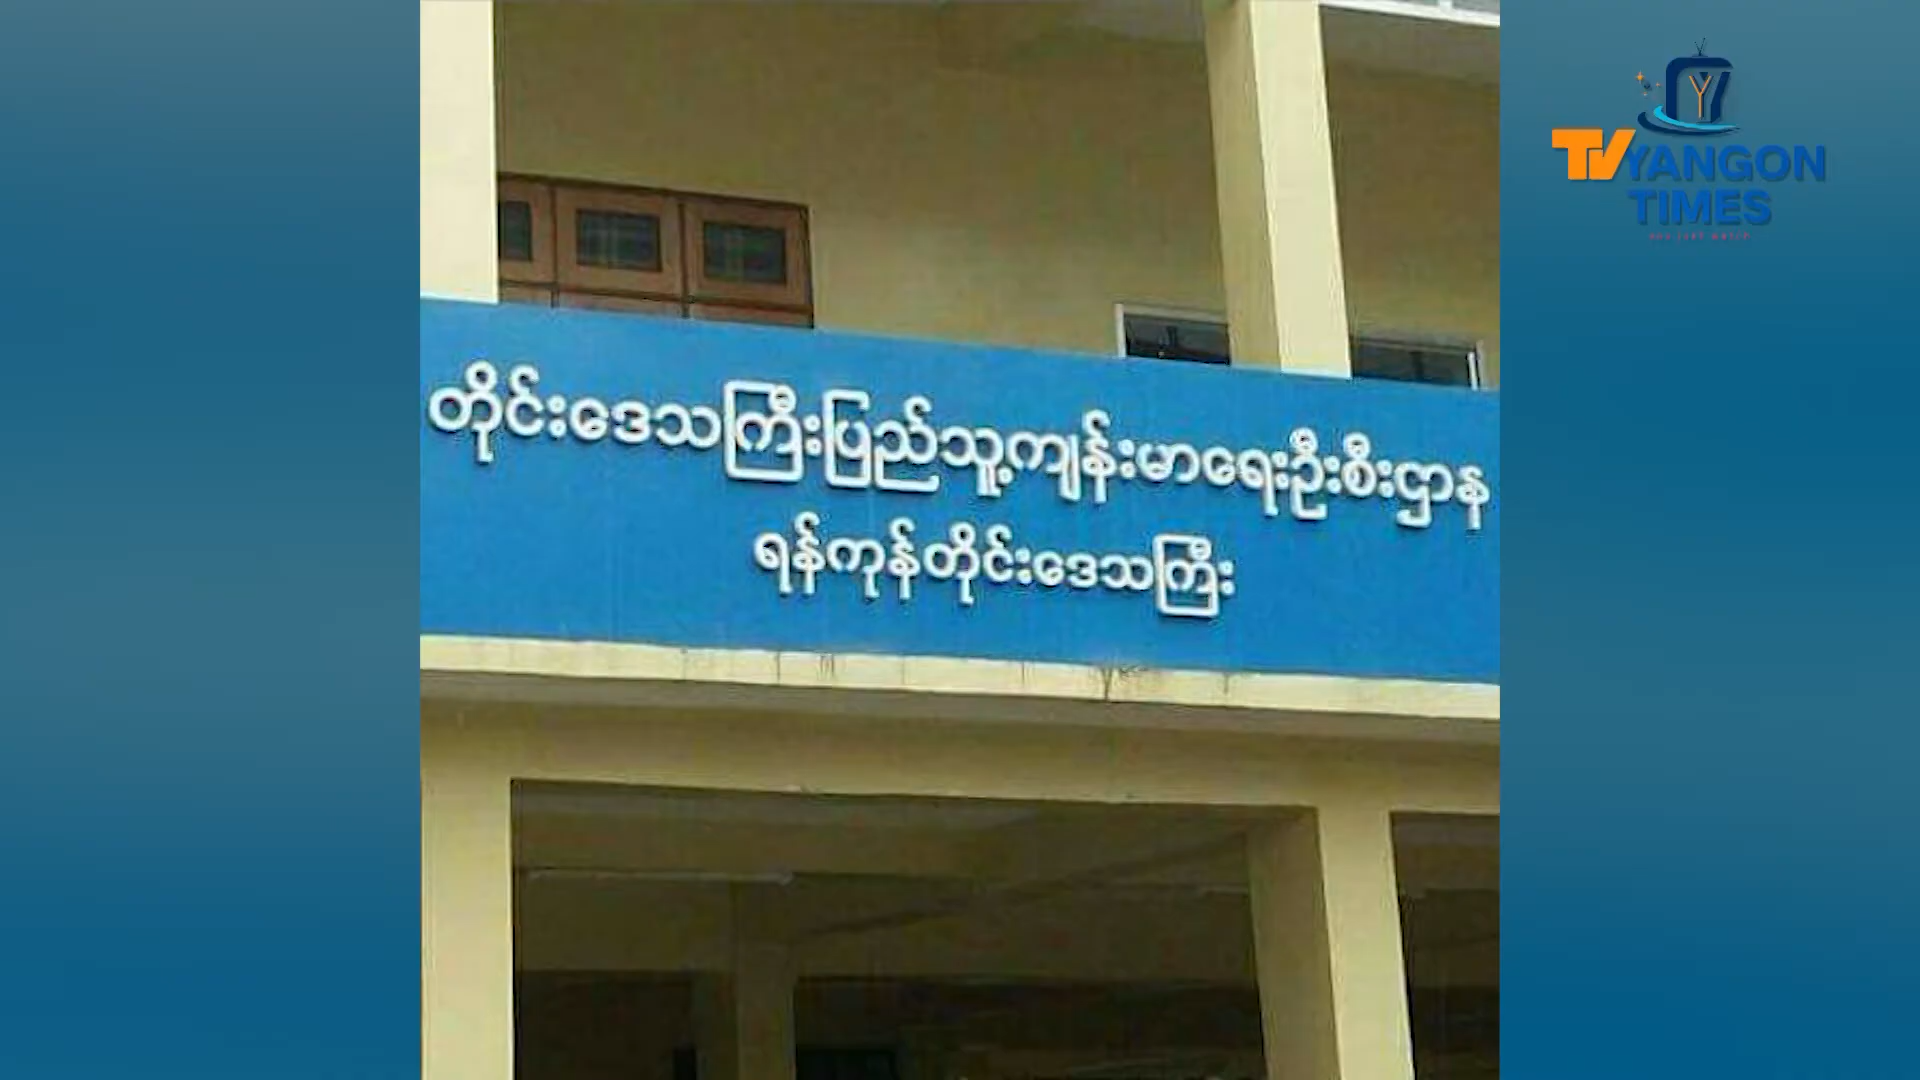 တိုင်းဒေသကြီးပြည်သူ့ကျန်းမာရေးဦးစီးဌာန
ရန်ကုန်တိုင်းဒေသကြီး
TV YANGON
TIMES